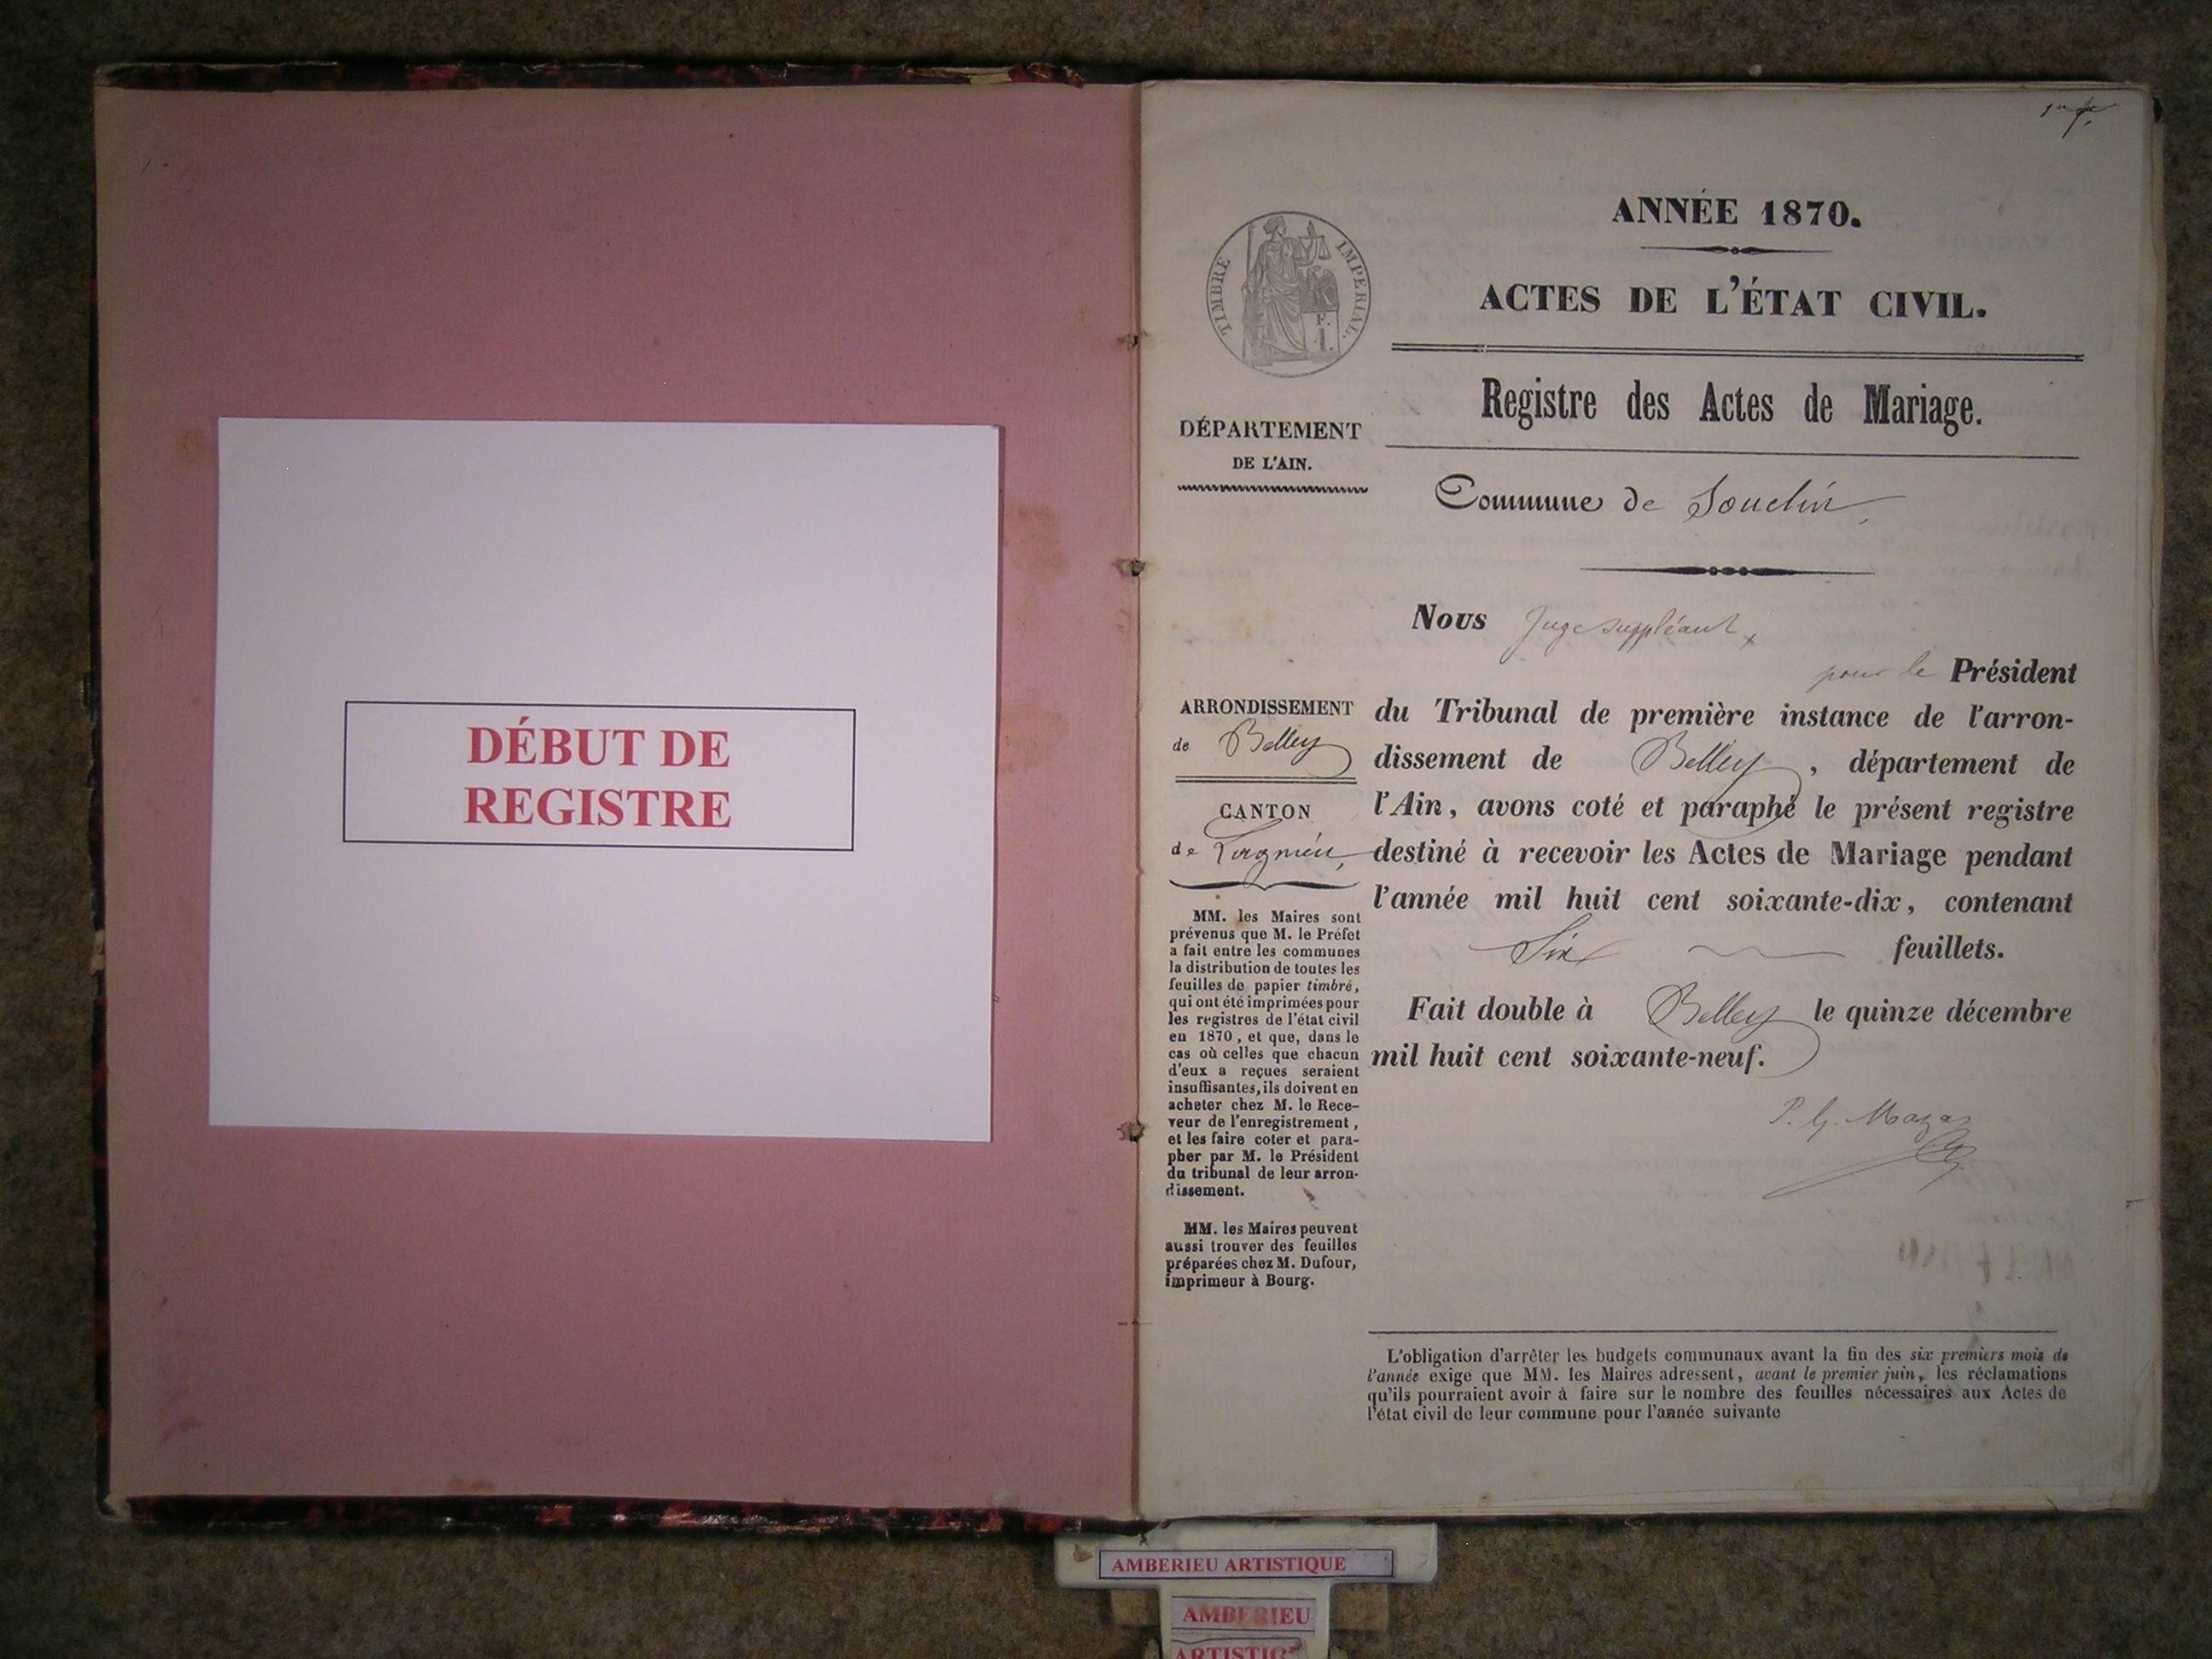 DÉBUT DE
REGISTRE
1er f.
ANNÉE 1870.
TIMBRE IMPERIAL.
F.
1.
ACTES DE L'ÉTAT CIVIL.
Registre des Actes de Mariage.
DÉPARTEMENT
DE L'AIN.
Commune de Souclin,
Nous Juge suppléant,
pour le Président
du Tribunal de première instance de l'arron-
dissement de Belley, département de
l'Ain, avons coté et paraphé le présent registre
destiné à recevoir les Actes de Mariage pendant
l'année mil huit cent soixante-dix, contenant
Six feuillets.
Fait double à Belley le quinze décembre
mil huit cent soixante-neuf.
P. G. Mazas
ARRONDISSEMENT
de Belley
CANTON
de Lagnieu,
MM. les Maires sont
prévenus que M. le Préfet
a fait entre les communes
la distribution de toutes les
feuilles de papier timbré,
qui ont été imprimées pour
les registres de l'état civil
en 1870, et que, dans le
cas où celles que chacun
d'eux a reçues seraient
insuffisantes, ils doivent en
acheter chez M. le Rece-
veur de l'enregistrement,
et les faire coter et para-
pher par M. le Président
du tribunal de leur arron-
dissement.
MM. les Maires peuvent
aussi trouver des feuilles
préparées chez M. Dufour,
imprimeur à Bourg.
L'obligation d'arrêter les budgets communaux avant la fin des six premiers mois de
l'année exige que MM. les Maires adressent, avant le premier juin, les réclamations
qu'ils pourraient avoir à faire sur le nombre des feuilles nécessaires aux Actes de
l'état civil de leur commune pour l'année suivante
AMBERIEU ARTISTIQUE
AMBERIEU
ARTISTIQUE